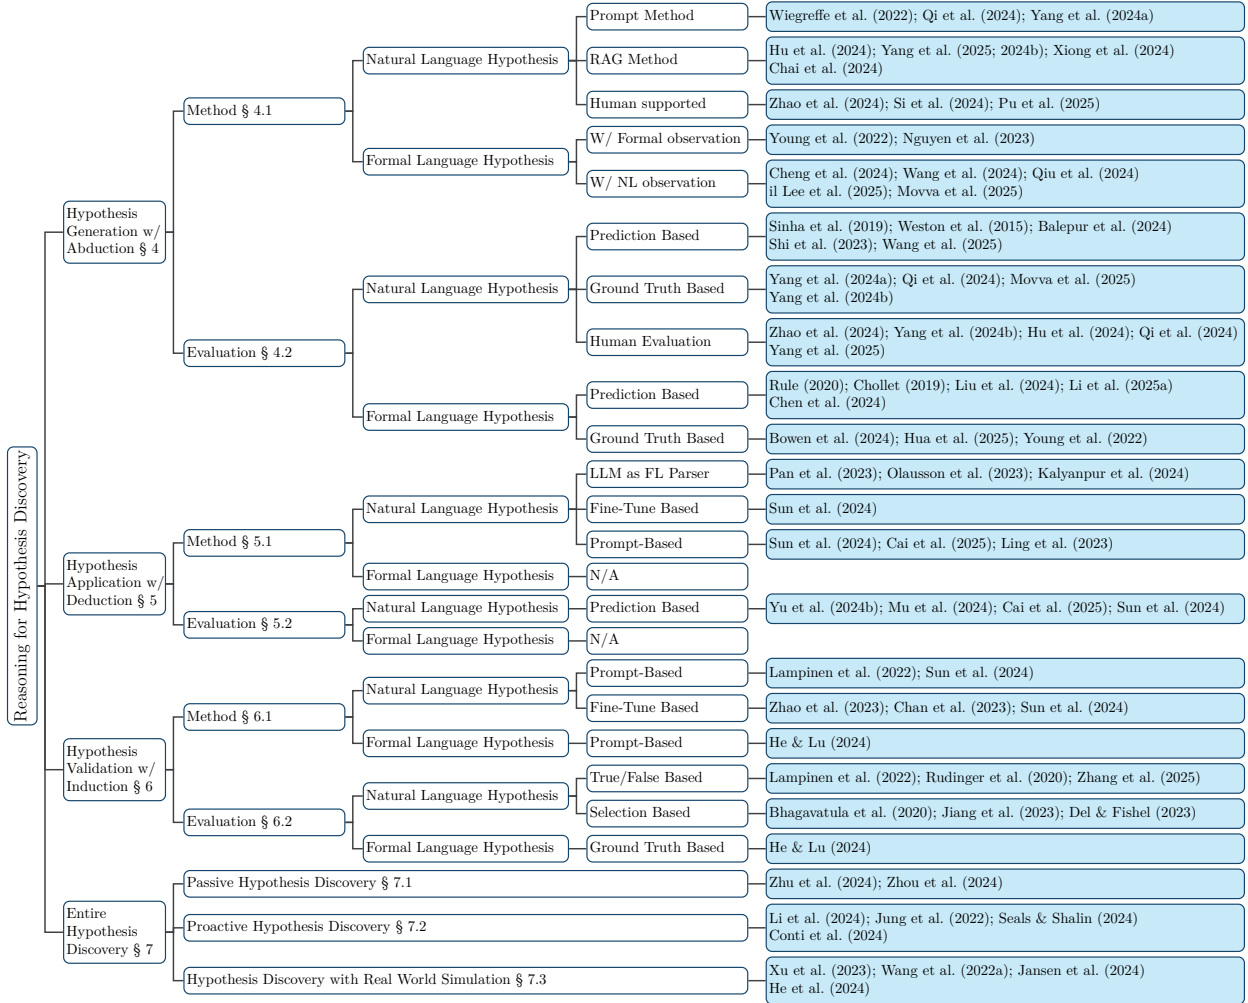 Reasoning for Hypothesis Discovery
Hypothesis
Generation w/
Abduction § 4
Method § 4.1
Natural Language Hypothesis
Prompt Method
Wiegreffe et al. (2022); Qi et al. (2024); Yang et al. (2024a)
RAG Method
Hu et al. (2024); Yang et al. (2025; 2024b); Xiong et al. (2024)
Chai et al. (2024)
Human supported
Zhao et al. (2024); Si et al. (2024); Pu et al. (2025)
Formal Language Hypothesis
W/ Formal observation
Young et al. (2022); Nguyen et al. (2023)
W/ NL observation
Cheng et al. (2024); Wang et al. (2024); Qiu et al. (2024)
il Lee et al. (2025); Movva et al. (2025)
Evaluation § 4.2
Natural Language Hypothesis
Prediction Based
Sinha et al. (2019); Weston et al. (2015); Balepur et al. (2024)
Shi et al. (2023); Wang et al. (2025)
Ground Truth Based
Yang et al. (2024a); Qi et al. (2024); Movva et al. (2025)
Yang et al. (2024b)
Human Evaluation
Zhao et al. (2024); Yang et al. (2024b); Hu et al. (2024); Qi et al. (2024)
Yang et al. (2025)
Formal Language Hypothesis
Prediction Based
Rule (2020); Chollet (2019); Liu et al. (2024); Li et al. (2025a)
Chen et al. (2024)
Ground Truth Based
Bowen et al. (2024); Hua et al. (2025); Young et al. (2022)
Hypothesis
Application w/
Deduction § 5
Method § 5.1
Natural Language Hypothesis
LLM as FL Parser
Pan et al. (2023); Olausson et al. (2023); Kalyanpur et al. (2024)
Fine-Tune Based
Sun et al. (2024)
Prompt-Based
Sun et al. (2024); Cai et al. (2025); Ling et al. (2023)
Formal Language Hypothesis
N/A
Evaluation § 5.2
Natural Language Hypothesis
Prediction Based
Yu et al. (2024b); Mu et al. (2024); Cai et al. (2025); Sun et al. (2024)
Formal Language Hypothesis
N/A
Hypothesis
Validation w/
Induction § 6
Method § 6.1
Natural Language Hypothesis
Prompt-Based
Lampinen et al. (2022); Sun et al. (2024)
Fine-Tune Based
Zhao et al. (2023); Chan et al. (2023); Sun et al. (2024)
Formal Language Hypothesis
Prompt-Based
He & Lu (2024)
Evaluation § 6.2
Natural Language Hypothesis
True/False Based
Lampinen et al. (2022); Rudinger et al. (2020); Zhang et al. (2025)
Selection Based
Bhagavatula et al. (2020); Jiang et al. (2023); Del & Fishel (2023)
Formal Language Hypothesis
Ground Truth Based
He & Lu (2024)
Entire
Hypothesis
Discovery § 7
Passive Hypothesis Discovery § 7.1
Zhu et al. (2024); Zhou et al. (2024)
Proactive Hypothesis Discovery § 7.2
Li et al. (2024); Jung et al. (2022); Seals & Shalin (2024)
Conti et al. (2024)
Hypothesis Discovery with Real World Simulation § 7.3
Xu et al. (2023); Wang et al. (2022a); Jansen et al. (2024)
He et al. (2024)